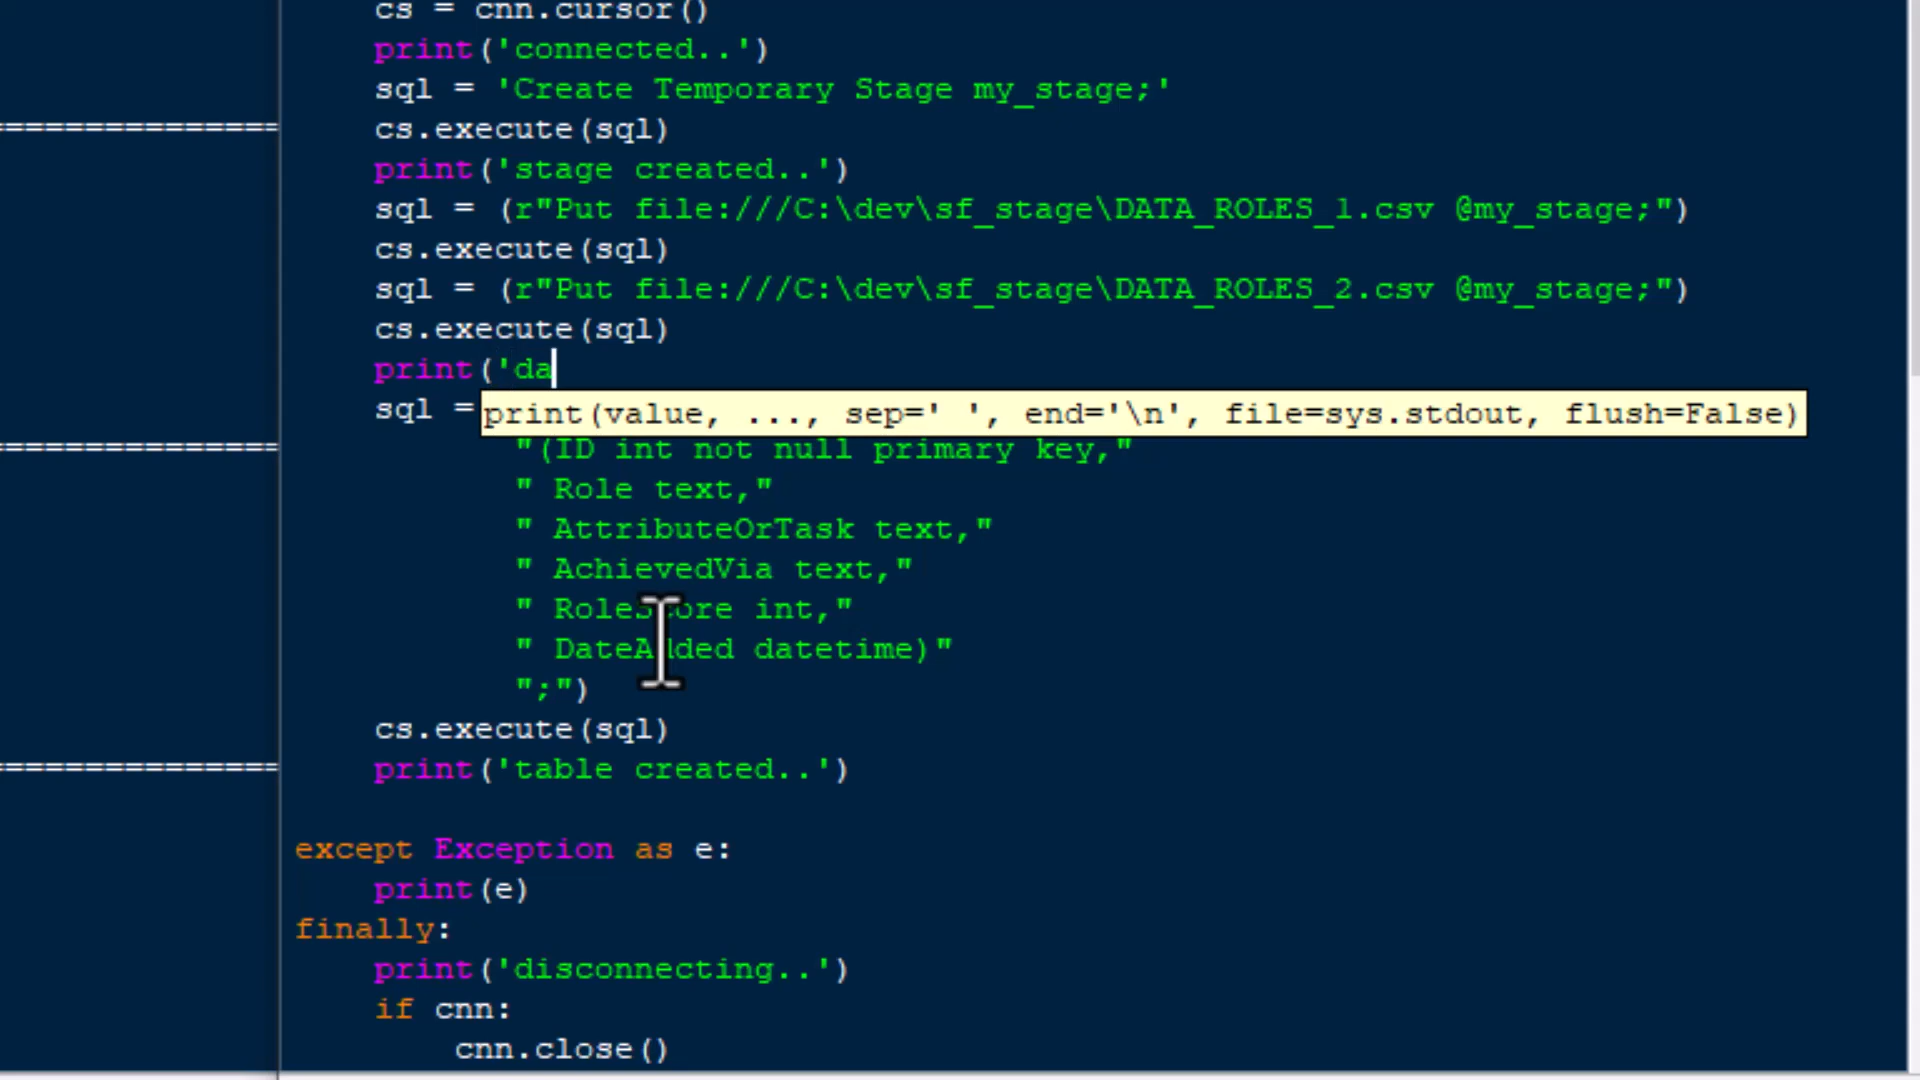 cs = cnn.cursor()
print('connected..')
sql = 'Create Temporary Stage my_stage;'
===============
cs.execute(sql)
print('stage created..')
sql = (r"Put file:///C:\dev\sf_stage\DATA_ROLES_1.csv @my_stage;")
cs.execute(sql)
sql = (r"Put file:///C:\dev\sf_stage\DATA_ROLES_2.csv @my_stage;")
cs.execute(sql)
print('da
sql =
print(value, ..., sep=' ', end='\n', file=sys.stdout, flush=False)
===============
"(ID int not null primary key,"
" Role text,"
" AttributeOrTask text,"
" AchievedVia text,"
" RoleScore int,"
" DateAdded datetime)"
";")
cs.execute(sql)
===============
print('table created..')
except Exception as e:
print(e)
finally:
print('disconnecting..')
if cnn:
cnn.close()